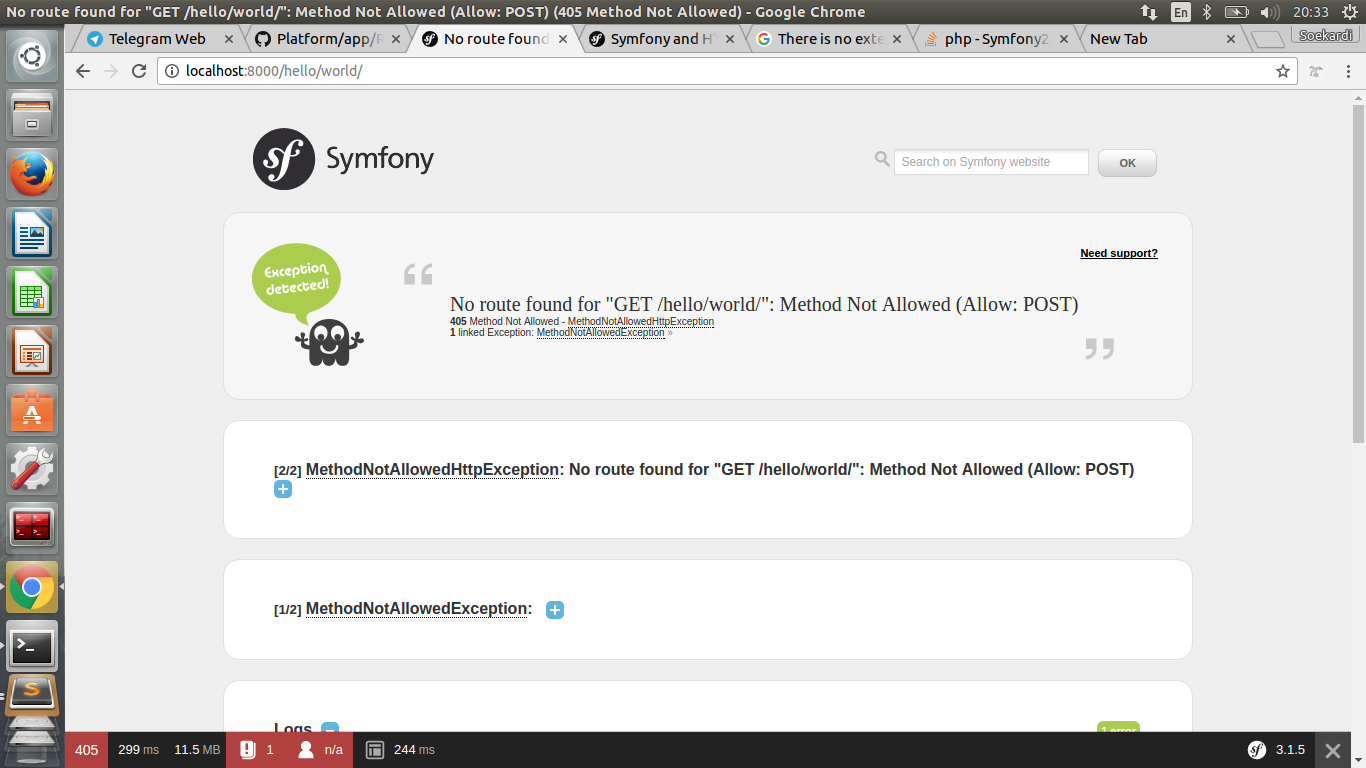 No route found for "GET /hello/world/": Method Not Allowed (Allow: POST) (405 Method Not Allowed) - Google Chrome
En
20:33
Telegram Web
Platform/app/R
No route found
Symfony and HT
There is no exte
php - Symfony2
New Tab
Soekardi
localhost:8000/hello/world/
sf Symfony
Search on Symfony website
OK
Need support?
Exception
detected!
“
No route found for "GET /hello/world/": Method Not Allowed (Allow: POST)
405 Method Not Allowed - MethodNotAllowedHttpException
1 linked Exception: MethodNotAllowedException »
”
[2/2] MethodNotAllowedHttpException: No route found for "GET /hello/world/": Method Not Allowed (Allow: POST)
[1/2] MethodNotAllowedException:
Logs
1 error
405
299 ms
11.5 MB
1
n/a
244 ms
sf 3.1.5